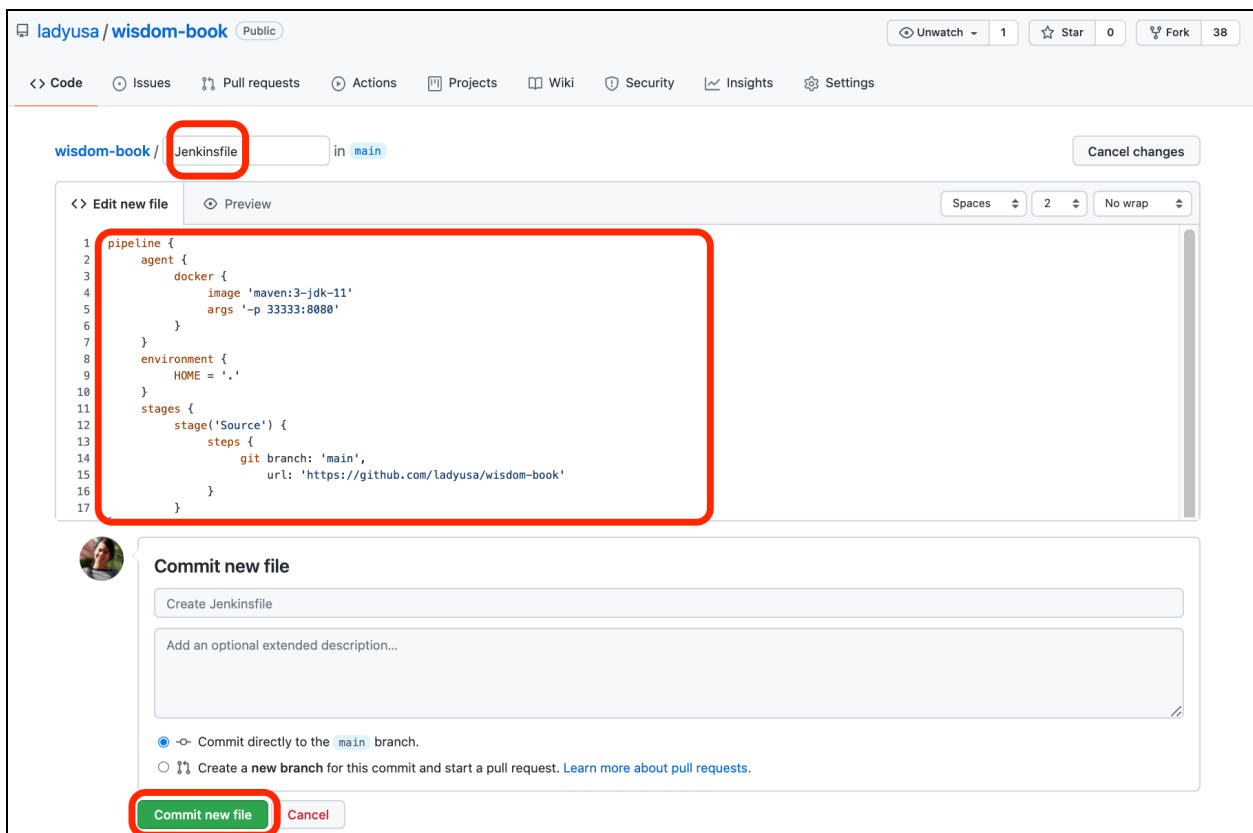 ladyusa / wisdom-book Public Unwatch 1 Star 0 Fork 38
Code Issues Pull requests Actions Projects Wiki Security Insights Settings
wisdom-book / Jenkinsfile in main Cancel changes
<> Edit new file Preview Spaces 2 No wrap
1 pipeline {
2 agent {
3 docker {
4 image 'maven:3-jdk-11'
5 args '-p 33333:8080'
6 }
7 }
8 environment {
9 HOME = '.'
10 }
11 stages {
12 stage('Source') {
13 steps {
14 git branch: 'main',
15 url: 'https://github.com/ladyusa/wisdom-book'
16 }
17 }
Commit new file
Create Jenkinsfile
Add an optional extended description...
Commit directly to the main branch.
Create a new branch for this commit and start a pull request. Learn more about pull requests.
Commit new file Cancel